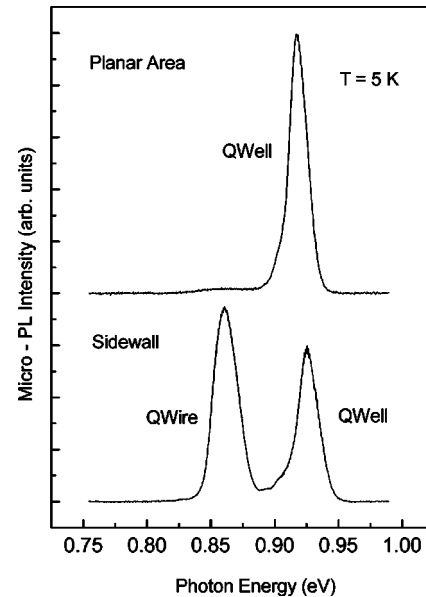 Planar Area
T = 5 K
QWell
Sidewall
QWire
QWell
Micro - PL Intensity (arb. units)
0.75 0.80 0.85 0.90 0.95 1.00
Photon Energy (eV)